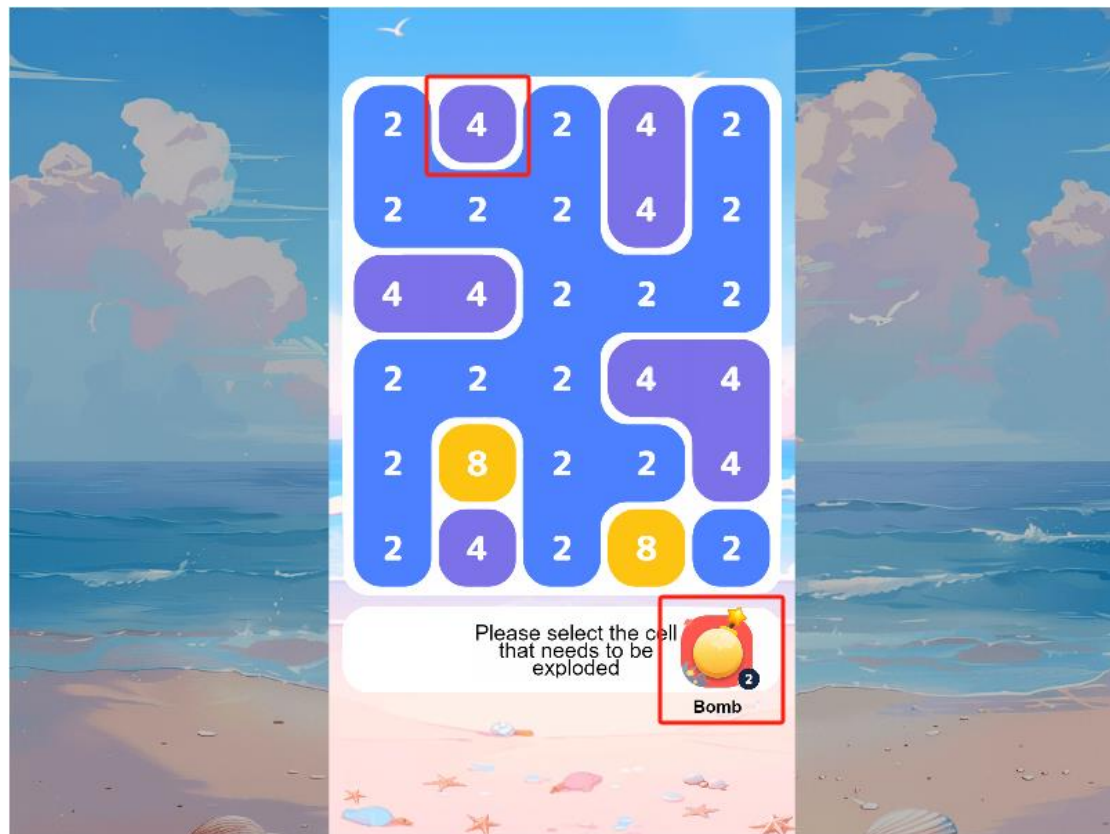 2 4 2 4 2
2 2 2 4 2
4 4 2 2 2
2 2 2 4 4
2 8 2 2 4
2 4 2 8 2
Please select the cell
that needs to be
exploded
2
Bomb